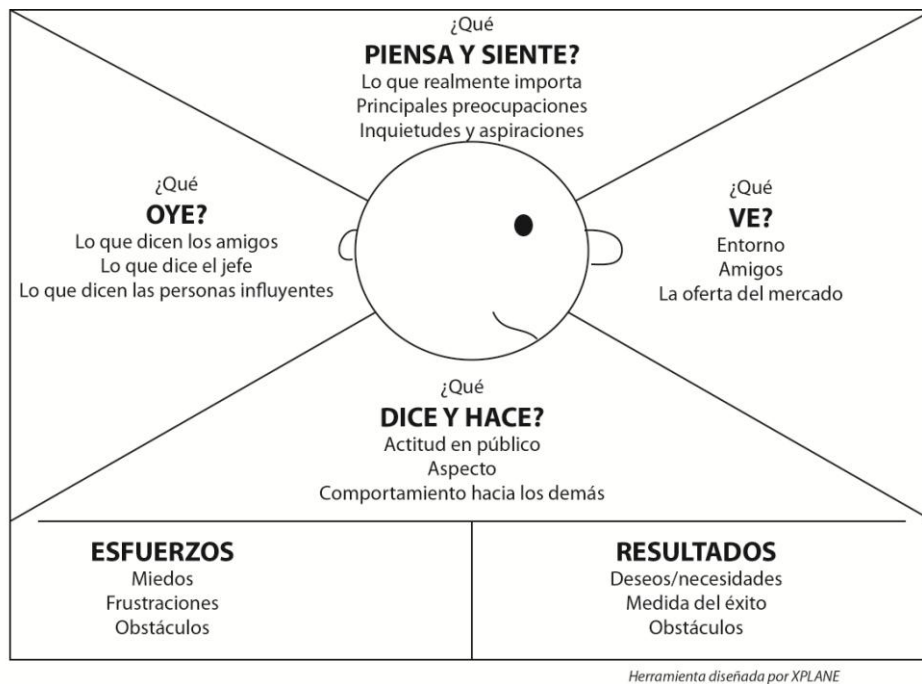 ¿Qué
PIENSA Y SIENTE?
Lo que realmente importa
Principales preocupaciones
Inquietudes y aspiraciones
¿Qué
OYE?
Lo que dicen los amigos
Lo que dice el jefe
Lo que dicen las personas influyentes
¿Qué
VE?
Entorno
Amigos
La oferta del mercado
¿Qué
DICE Y HACE?
Actitud en público
Aspecto
Comportamiento hacia los demás
ESFUERZOS
Miedos
Frustraciones
Obstáculos
RESULTADOS
Deseos/necesidades
Medida del éxito
Obstáculos
Herramienta diseñada por XPLANE